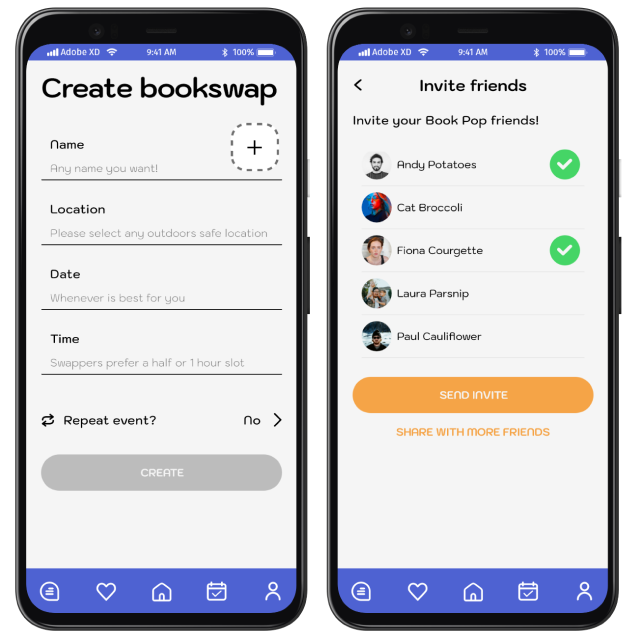 Adobe XD 9:41 AM 100%
Create bookswap
Name
Any name you want!
Location
Please select any outdoors safe location
Date
Whenever is best for you
Time
Swappers prefer a half or 1 hour slot
Repeat event? No
CREATE
Adobe XD 9:41 AM 100%
Invite friends
Invite your Book Pop friends!
Andy Potatoes
Cat Broccoli
Fiona Courgette
Laura Parsnip
Paul Cauliflower
SEND INVITE
SHARE WITH MORE FRIENDS